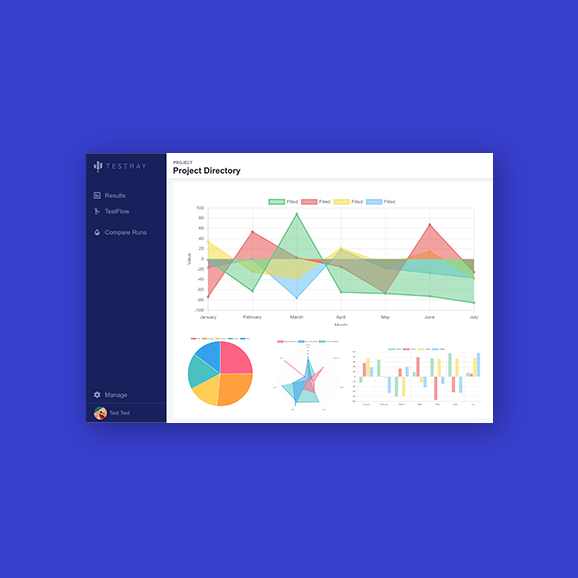 TESTRAY
PROJECT
Project Directory
Results
TestFlow
Compare Runs
Filled Filled Filled Filled
100
80
60
40
20
0
-20
-40
-60
-80
-100
Value
January February March April May June July
Month
Manage
Test Test